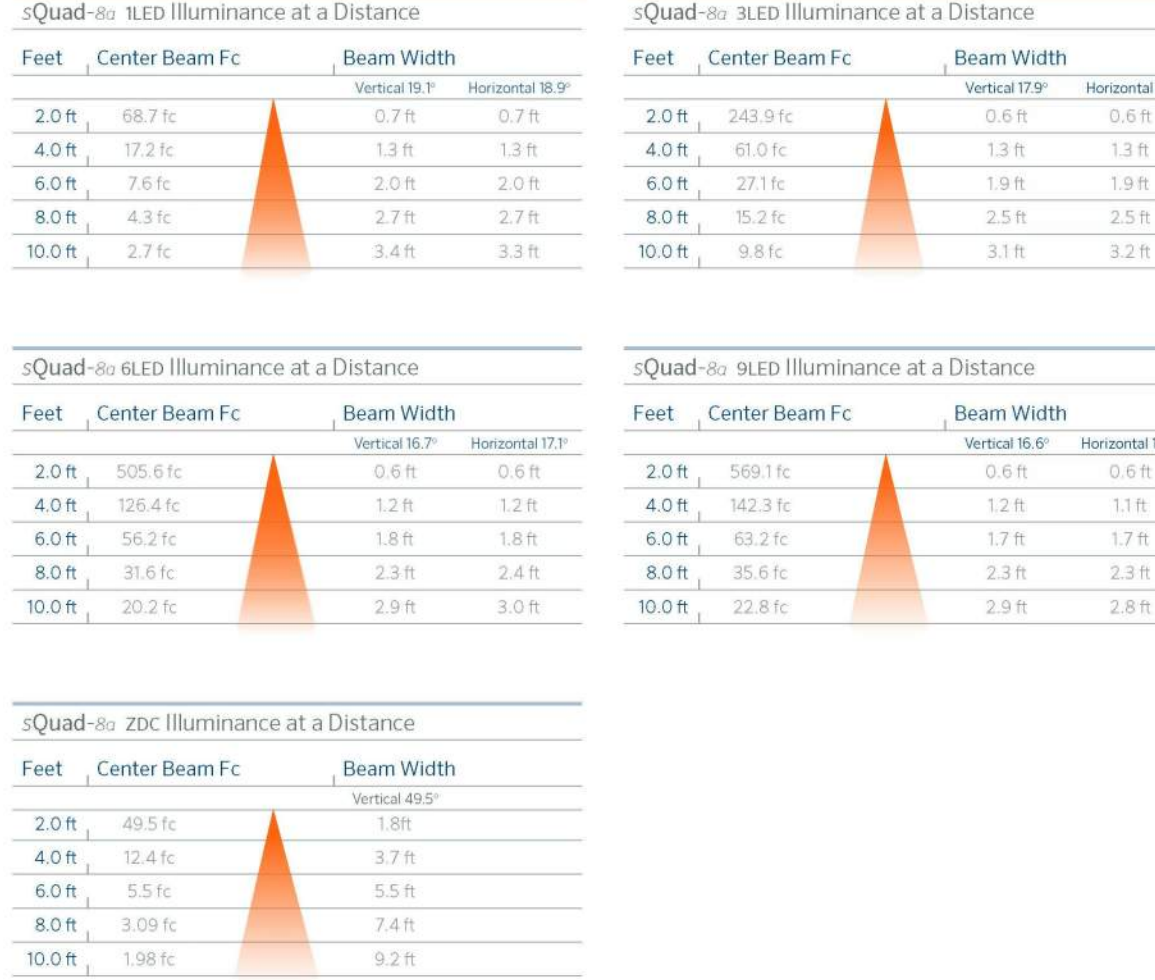 sQuad-8a 1LED Illuminance at a Distance
Feet Center Beam Fc Beam Width
Vertical 19.1° Horizontal 18.9°
2.0 ft 68.7 fc 0.7 ft 0.7 ft
4.0 ft 17.2 fc 1.3 ft 1.3 ft
6.0 ft 7.6 fc 2.0 ft 2.0 ft
8.0 ft 4.3 fc 2.7 ft 2.7 ft
10.0 ft 2.7 fc 3.4 ft 3.3 ft
sQuad-8a 3LED Illuminance at a Distance
Feet Center Beam Fc Beam Width
Vertical 17.9° Horizontal
2.0 ft 243.9 fc 0.6 ft 0.6 ft
4.0 ft 61.0 fc 1.3 ft 1.3 ft
6.0 ft 27.1 fc 1.9 ft 1.9 ft
8.0 ft 15.2 fc 2.5 ft 2.5 ft
10.0 ft 9.8 fc 3.1 ft 3.2 ft
sQuad-8a 6LED Illuminance at a Distance
Feet Center Beam Fc Beam Width
Vertical 16.7° Horizontal 17.1°
2.0 ft 505.6 fc 0.6 ft 0.6 ft
4.0 ft 126.4 fc 1.2 ft 1.2 ft
6.0 ft 56.2 fc 1.8 ft 1.8 ft
8.0 ft 31.6 fc 2.3 ft 2.4 ft
10.0 ft 20.2 fc 2.9 ft 3.0 ft
sQuad-8a 9LED Illuminance at a Distance
Feet Center Beam Fc Beam Width
Vertical 16.6° Horizontal
2.0 ft 569.1 fc 0.6 ft 0.6 ft
4.0 ft 142.3 fc 1.2 ft 1.1 ft
6.0 ft 63.2 fc 1.7 ft 1.7 ft
8.0 ft 35.6 fc 2.3 ft 2.3 ft
10.0 ft 22.8 fc 2.9 ft 2.8 ft
sQuad-8a ZDC Illuminance at a Distance
Feet Center Beam Fc Beam Width
Vertical 49.5°
2.0 ft 49.5 fc 1.8ft
4.0 ft 12.4 fc 3.7 ft
6.0 ft 5.5 fc 5.5 ft
8.0 ft 3.09 fc 7.4 ft
10.0 ft 1.98 fc 9.2 ft